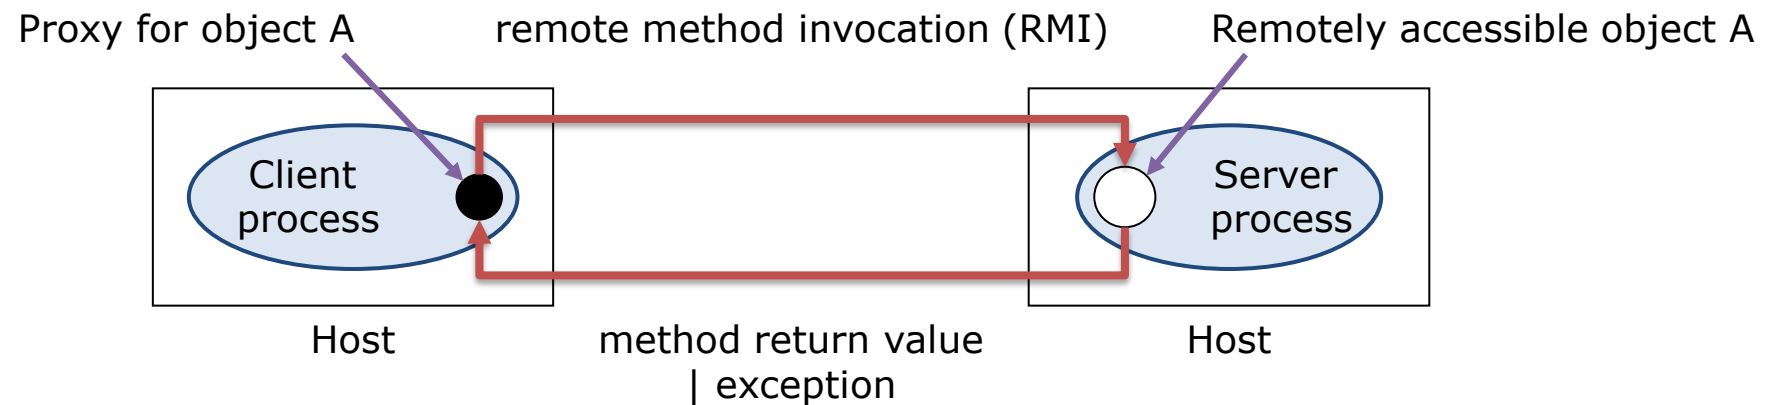 Proxy for object A
remote method invocation (RMI)
Remotely accessible object A
Client
process
Server
process
Host
method return value
| exception
Host